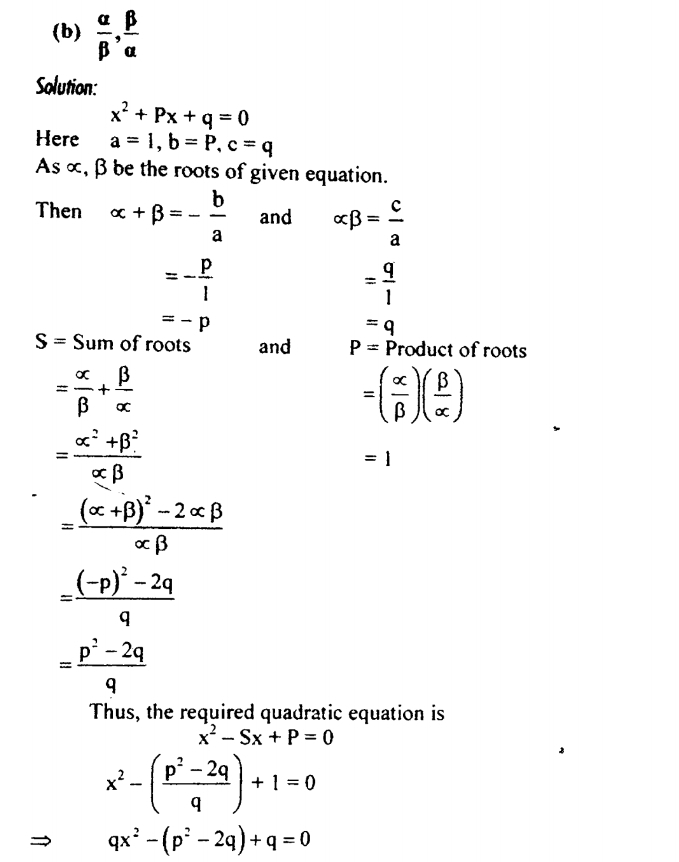 (b) α/β, β/α
Solution:
x² + Px + q = 0
Here a = 1, b = P, c = q
As ∝, β be the roots of given equation.
Then ∝ + β = – b/a and ∝β = c/a
= – p/1 = q/1
= – p = q
S = Sum of roots and P = Product of roots
= ∝/β + β/∝ = (∝/β)(β/∝)
= (∝² + β²)/(∝ β) = 1
= ((∝ +β)² – 2 ∝ β)/(∝ β)
= ((–p)² – 2q)/q
= (p² – 2q)/q
Thus, the required quadratic equation is
x² – Sx + P = 0
x² – ((p² – 2q)/q) + 1 = 0
⇒ qx² – (p² – 2q) + q = 0